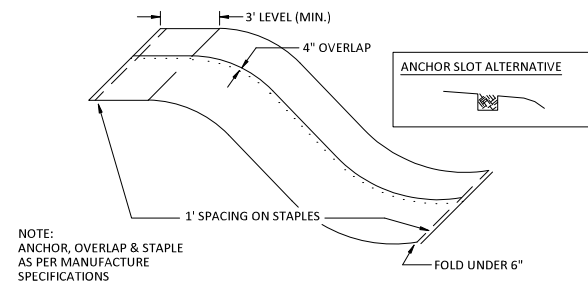 3' LEVEL (MIN.)
4" OVERLAP
ANCHOR SLOT ALTERNATIVE
1' SPACING ON STAPLES
NOTE:
ANCHOR, OVERLAP & STAPLE
AS PER MANUFACTURE
SPECIFICATIONS
FOLD UNDER 6"